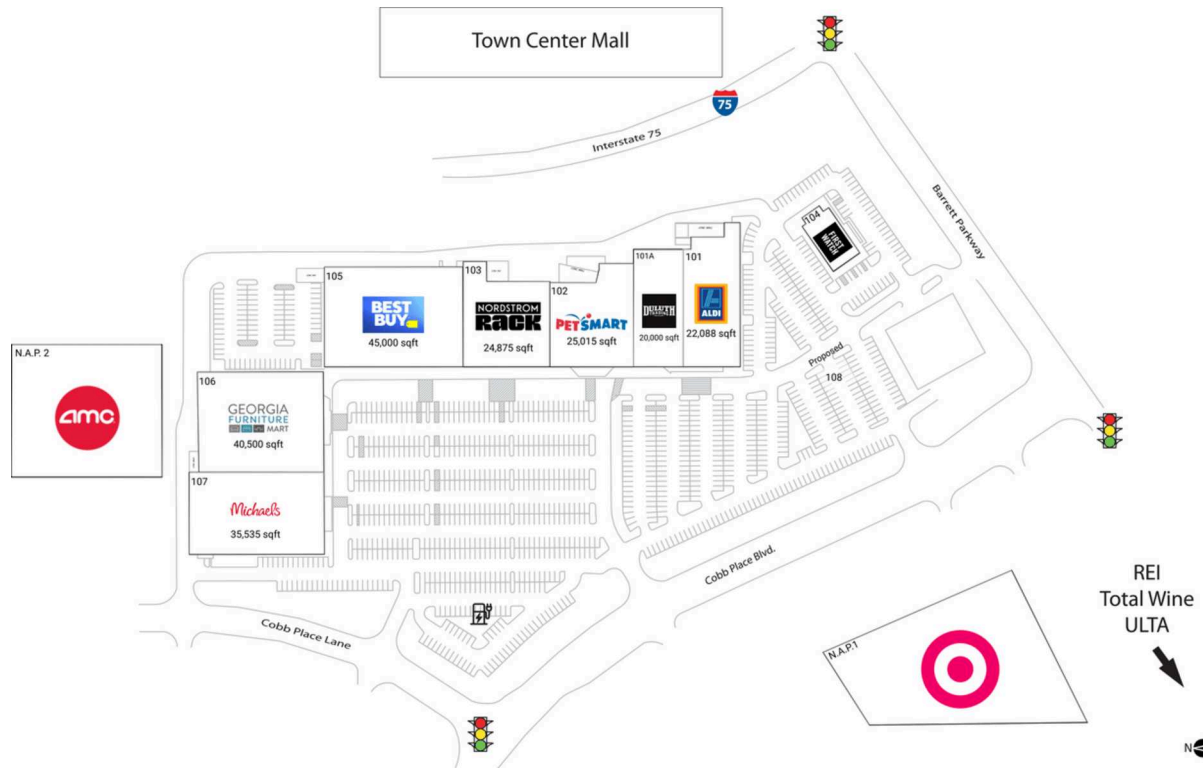 Town Center Mall
75
Interstate 75
Barrett Parkway
104
FIRST
WATCH
105
BEST
BUY
45,000 sqft
103
NORDSTROM
RACK
24,875 sqft
102
PETSMART
25,015 sqft
101A
DULUTH
20,000 sqft
101
ALDI
22,088 sqft
Proposed
108
N.A.P. 2
amc
106
GEORGIA
FURNITURE
MART
40,500 sqft
107
Michaels
35,535 sqft
Cobb Place Blvd.
Cobb Place Lane
N.A.P.1
REI
Total Wine
ULTA
N